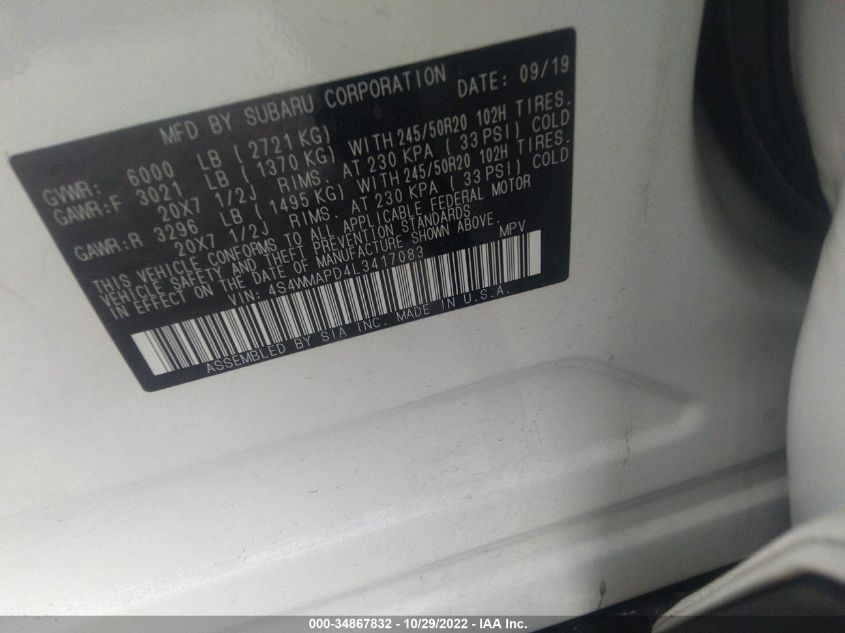 MFD BY SUBARU CORPORATION DATE: 09/19
GVWR: 6000 LB ( 2721 KG)
GAWR:F 3021 LB ( 1370 KG) WITH 245/50R20 102H TIRES.
20X7 1/2J RIMS. AT 230 KPA ( 33 PSI) COLD
GAWR:R 3296 LB ( 1495 KG) WITH 245/50R20 102H TIRES.
20X7 1/2J RIMS. AT 230 KPA ( 33 PSI) COLD
THIS VEHICLE CONFORMS TO ALL APPLICABLE FEDERAL MOTOR
VEHICLE SAFETY AND THEFT PREVENTION STANDARDS
IN EFFECT ON THE DATE OF MANUFACTURE SHOWN ABOVE.
VIN: 4S4WMAPD4L3417083 MPV
ASSEMBLED BY SIA INC. MADE IN U.S.A.
000-34867832 - 10/29/2022 - IAA Inc.